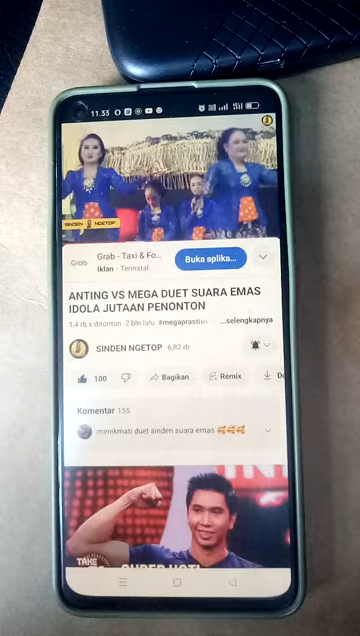 11.33
SINDEN NGETOP
Grab
Grab - Taxi & Fo...
Iklan · Terinstal
Buka aplika...
ANTING VS MEGA DUET SUARA EMAS
IDOLA JUTAAN PENONTON
1,4 rb x ditonton 2 bln lalu #megaprastiwi ...selengkapnya
SINDEN NGETOP 6,82 rb
100
Bagikan
Remix
Komentar 155
menikmati duet sinden suara emas 🥰🥰🥰
TAKE